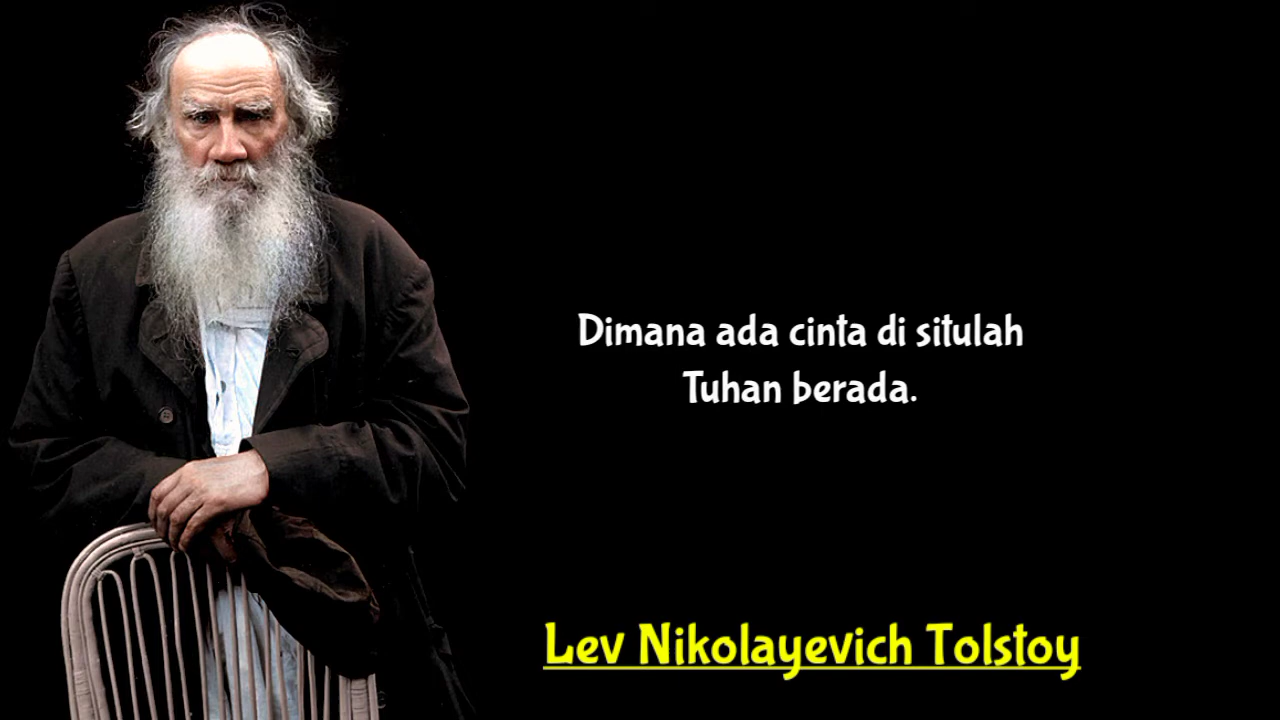 Dimana ada cinta di situlah
Tuhan berada.
Lev Nikolayevich Tolstoy